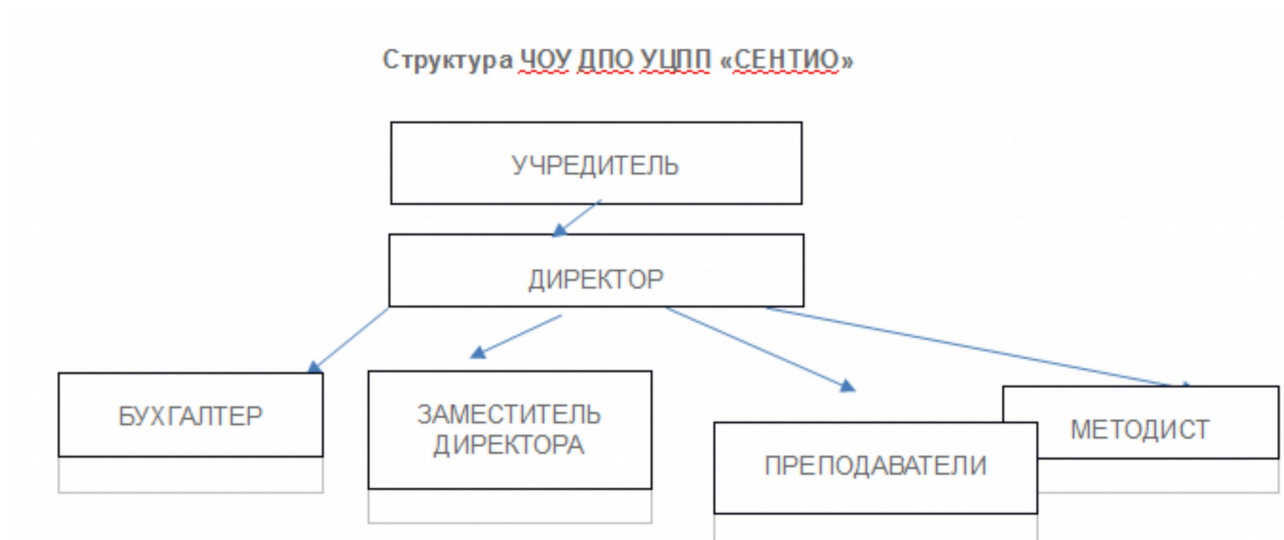 Структура ЧОУ ДПО УЦПП «СЕНТИО»
УЧРЕДИТЕЛЬ
ДИРЕКТОР
БУХГАЛТЕР
ЗАМЕСТИТЕЛЬ
ДИРЕКТОРА
ПРЕПОДАВАТЕЛИ
МЕТОДИСТ